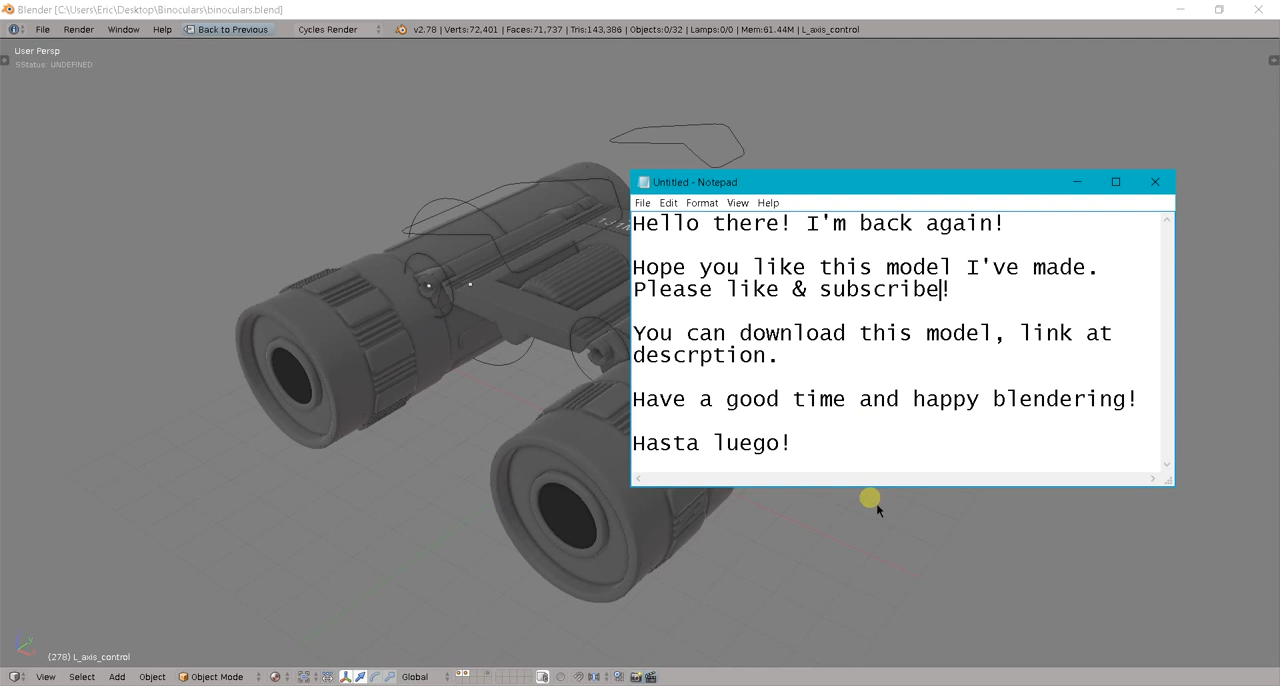 Blender [C:\Users\Eric\Desktop\Binoculars\binoculars.blend]
File Render Window Help Back to Previous Cycles Render v2.78 | Verts:72,401 | Faces:71,737 | Tris:143,386 | Objects:0/32 | Lamps:0/0 | Mem:61.44M | L_axis_control
User Persp
SStatus: UNDEFINED
Untitled - Notepad
File Edit Format View Help
Hello there! I'm back again!
Hope you like this model I've made.
Please like & subscribe!
You can download this model, link at
descrption.
Have a good time and happy blendering!
Hasta luego!
(278) L_axis_control
View Select Add Object Object Mode Global